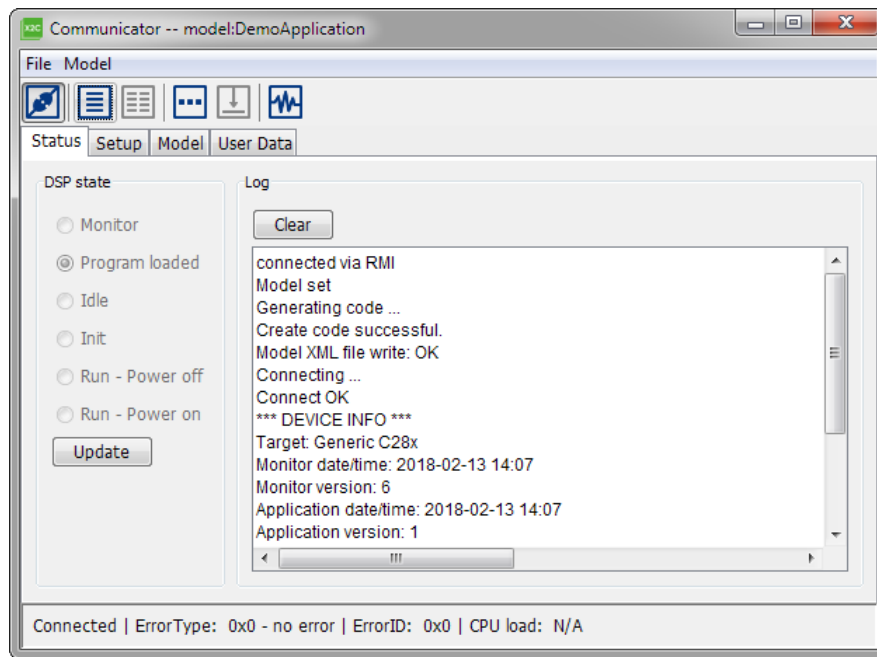 X2C Communicator -- model:DemoApplication
File Model
Status Setup Model User Data
DSP state
Monitor
Program loaded
Idle
Init
Run - Power off
Run - Power on
Update
Log
Clear
connected via RMI
Model set
Generating code ...
Create code successful.
Model XML file write: OK
Connecting ...
Connect OK
*** DEVICE INFO ***
Target: Generic C28x
Monitor date/time: 2018-02-13 14:07
Monitor version: 6
Application date/time: 2018-02-13 14:07
Application version: 1
Connected | ErrorType: 0x0 - no error | ErrorID: 0x0 | CPU load: N/A